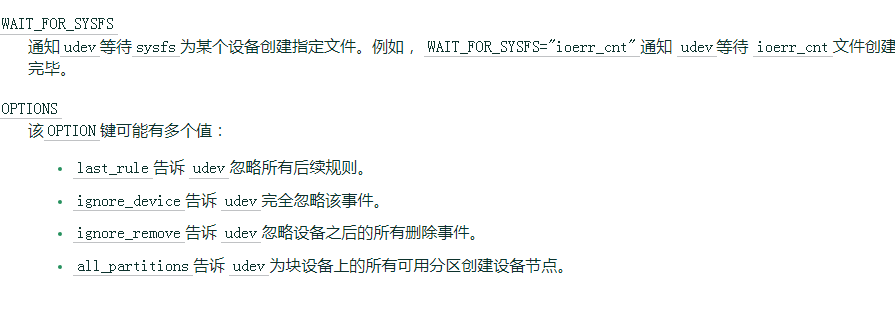 WAIT_FOR_SYSFS
通知 udev 等待 sysfs 为某个设备创建指定文件。例如， WAIT_FOR_SYSFS="ioerr_cnt" 通知 udev 等待 ioerr_cnt 文件创建
完毕。
OPTIONS
该 OPTION 键可能有多个值：
• last_rule 告诉 udev 忽略所有后续规则。
• ignore_device 告诉 udev 完全忽略该事件。
• ignore_remove 告诉 udev 忽略设备之后的所有删除事件。
• all_partitions 告诉 udev 为块设备上的所有可用分区创建设备节点。